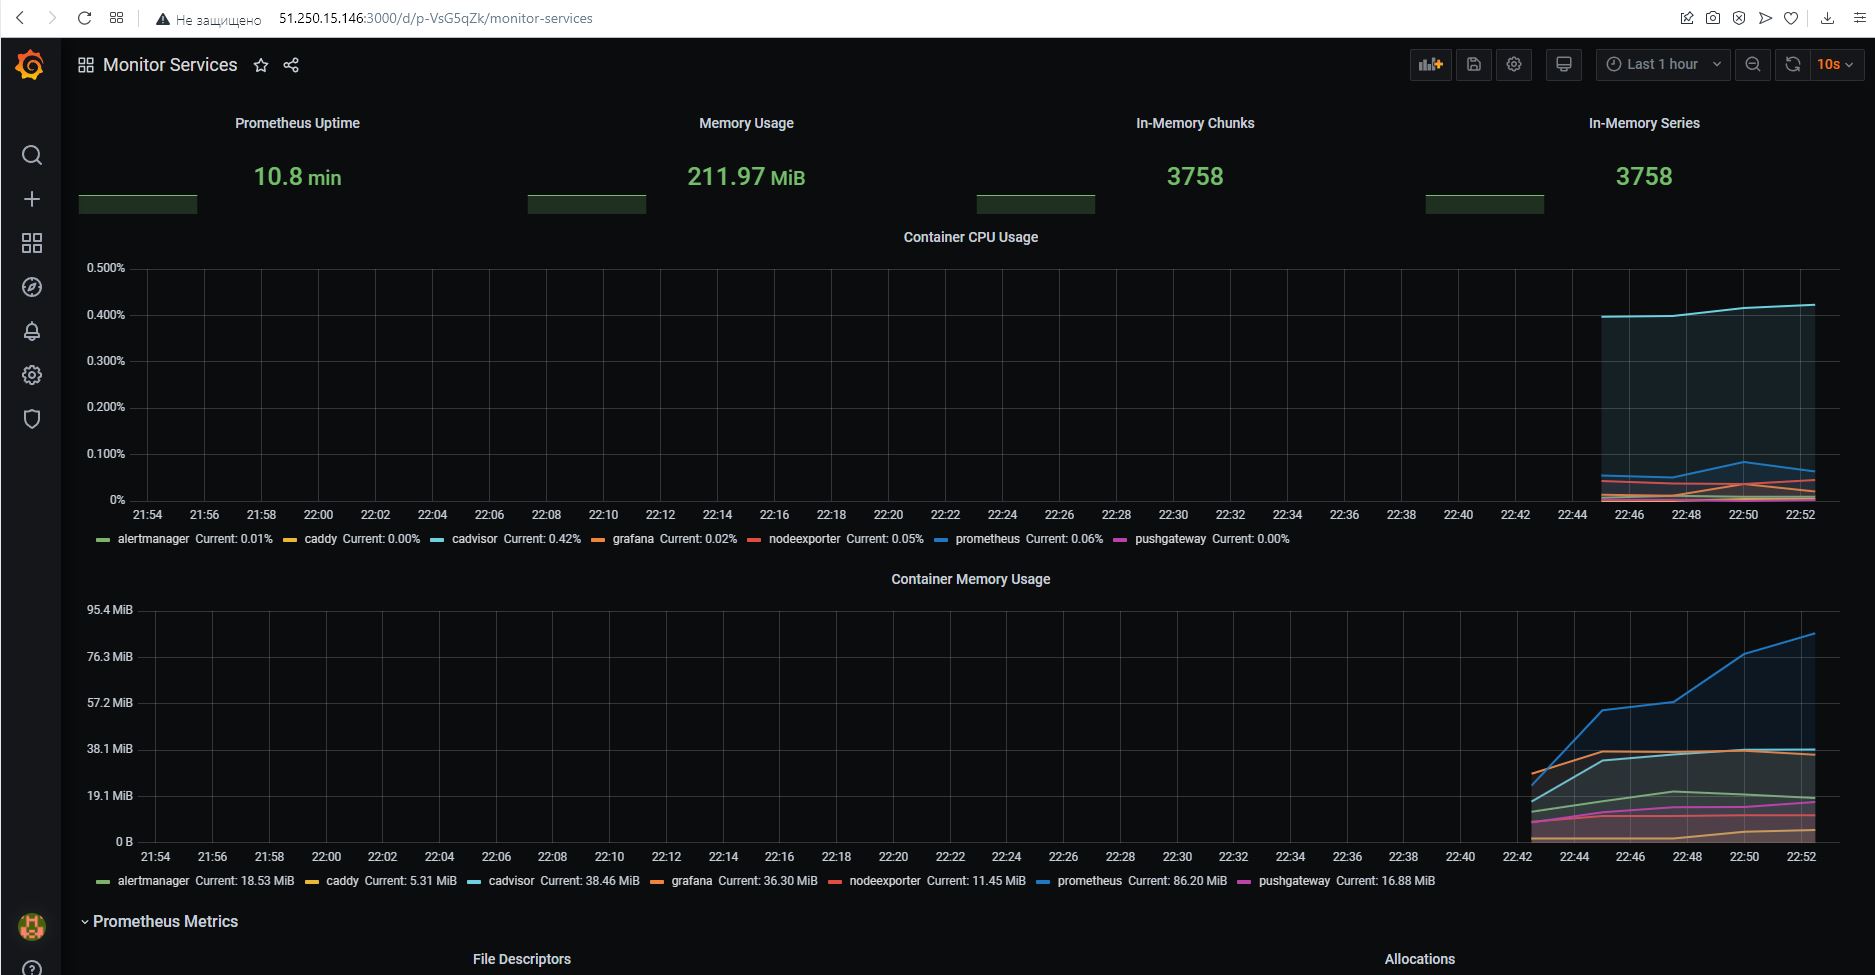 Не защищено 51.250.15.146:3000/d/p-VsG5qZk/monitor-services
Monitor Services
Last 1 hour
10s
Prometheus Uptime Memory Usage In-Memory Chunks In-Memory Series
10.8 min 211.97 MiB 3758 3758
Container CPU Usage
0.500%
0.400%
0.300%
0.200%
0.100%
0%
21:54 21:56 21:58 22:00 22:02 22:04 22:06 22:08 22:10 22:12 22:14 22:16 22:18 22:20 22:22 22:24 22:26 22:28 22:30 22:32 22:34 22:36 22:38 22:40 22:42 22:44 22:46 22:48 22:50 22:52
alertmanager Current: 0.01% caddy Current: 0.00% cadvisor Current: 0.42% grafana Current: 0.02% nodeexporter Current: 0.05% prometheus Current: 0.06% pushgateway Current: 0.00%
Container Memory Usage
95.4 MiB
76.3 MiB
57.2 MiB
38.1 MiB
19.1 MiB
0 B
21:54 21:56 21:58 22:00 22:02 22:04 22:06 22:08 22:10 22:12 22:14 22:16 22:18 22:20 22:22 22:24 22:26 22:28 22:30 22:32 22:34 22:36 22:38 22:40 22:42 22:44 22:46 22:48 22:50 22:52
alertmanager Current: 18.53 MiB caddy Current: 5.31 MiB cadvisor Current: 38.46 MiB grafana Current: 36.30 MiB nodeexporter Current: 11.45 MiB prometheus Current: 86.20 MiB pushgateway Current: 16.88 MiB
Prometheus Metrics
File Descriptors Allocations